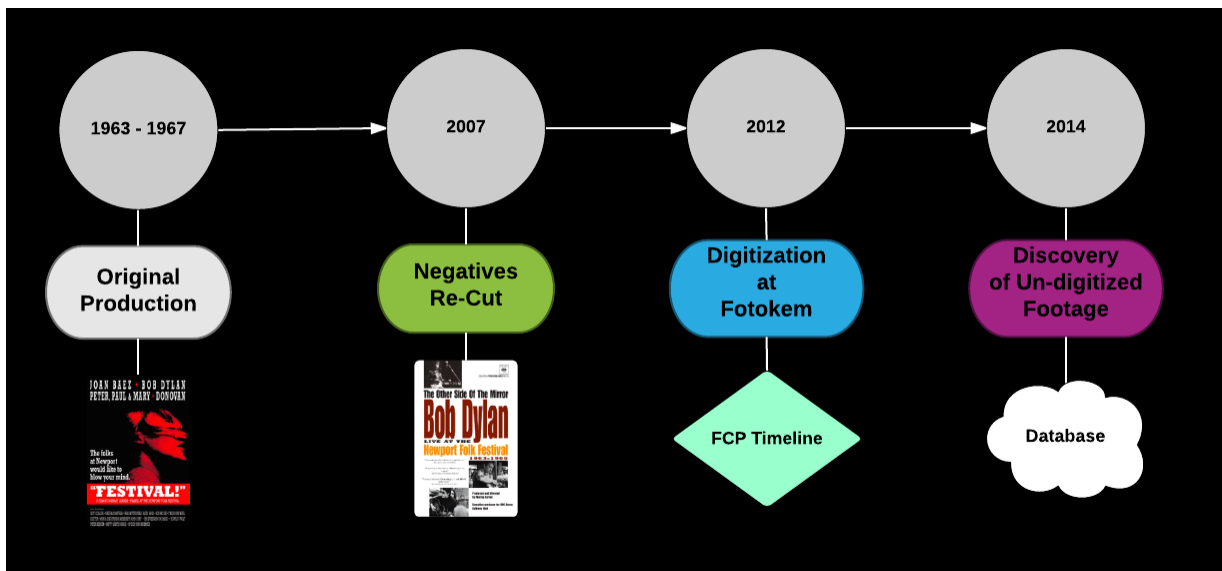 1963 - 1967
2007
2012
2014
Original
Production
Negatives
Re-Cut
Digitization
at
Fotokem
Discovery
of Un-digitized
Footage
JOAN BAEZ • BOB DYLAN
PETER, PAUL & MARY • DONOVAN
The folks
at Newport
would like to
blow your mind.
"FESTIVAL!"
The Other Side Of The Mirror
Bob Dylan
LIVE AT THE
Newport Folk Festival
1963-1965
FCP Timeline
Database